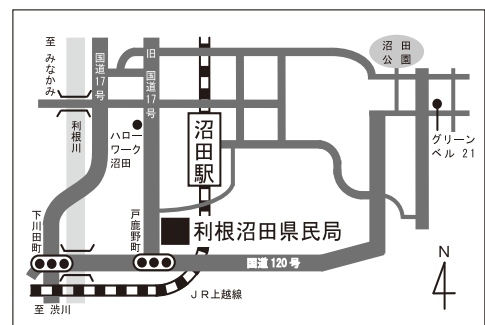 至 みなかみ
国道17号
旧 国道17号
沼田
公園
利根川
ハロー
ワーク
沼田
沼田駅
グリーン
ベル 21
下川田町
戸鹿野町
利根沼田県民局
国道120号
N
JR上越線
至 渋川